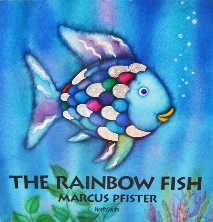 THE RAINBOW FISH
MARCUS PFISTER
NorthSouth